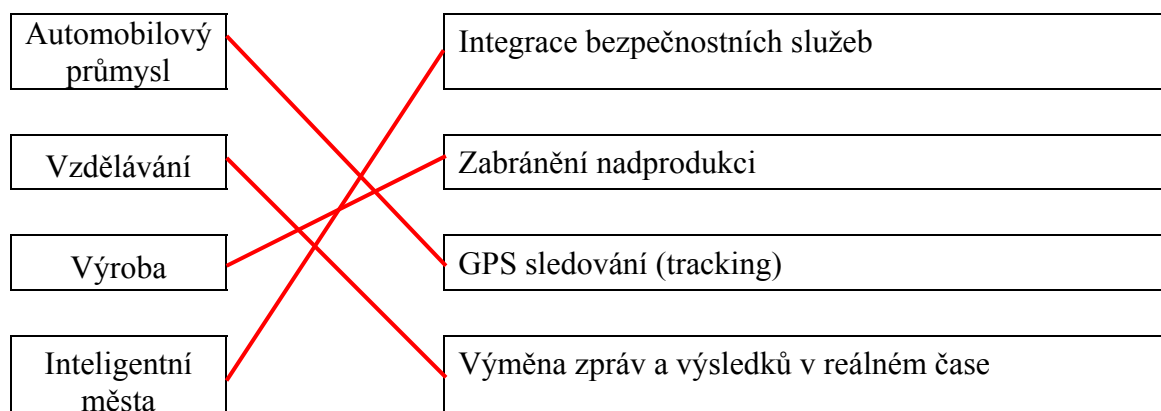 Automobilový
průmysl
Integrace bezpečnostních služeb
Vzdělávání
Zabránění nadprodukci
Výroba
GPS sledování (tracking)
Inteligentní
města
Výměna zpráv a výsledků v reálném čase